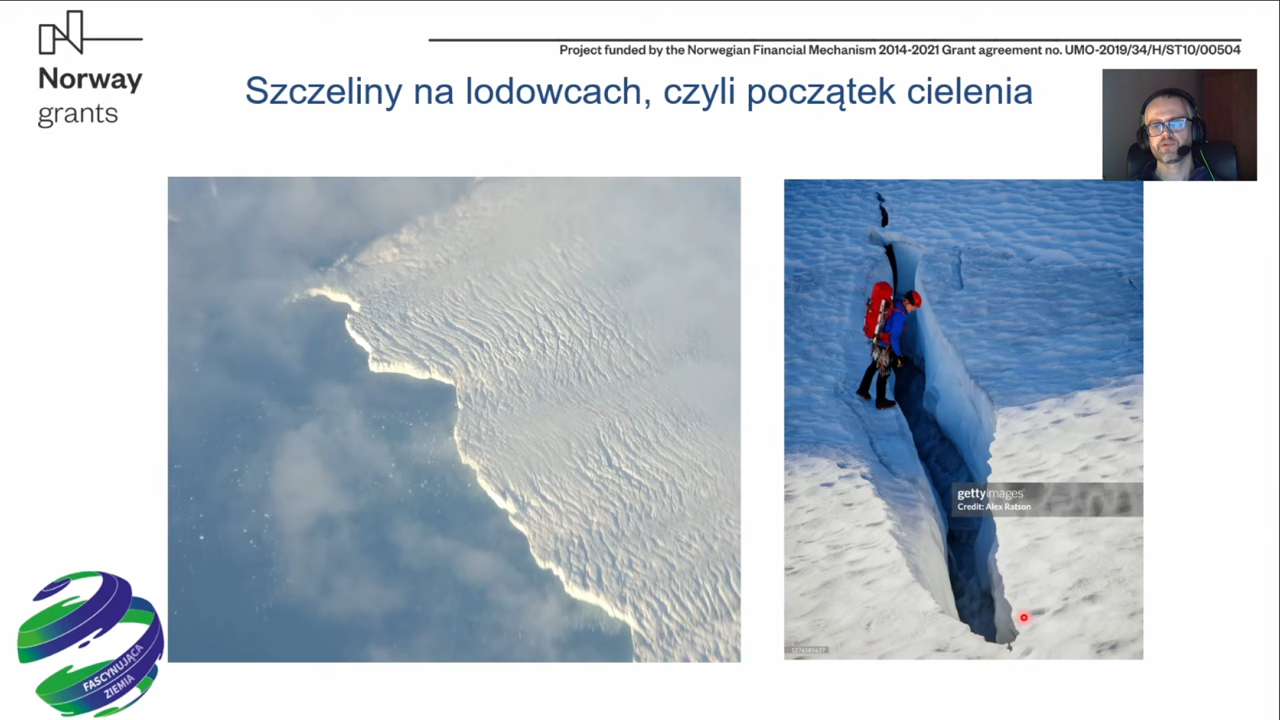 Norway
grants
Project funded by the Norwegian Financial Mechanism 2014-2021 Grant agreement no. UMO-2019/34/H/ST10/00504
Szczeliny na lodowcach, czyli początek cielenia
gettyimages
Credit: Alex Ratson
FASCYNUJĄCA
ZIEMIA